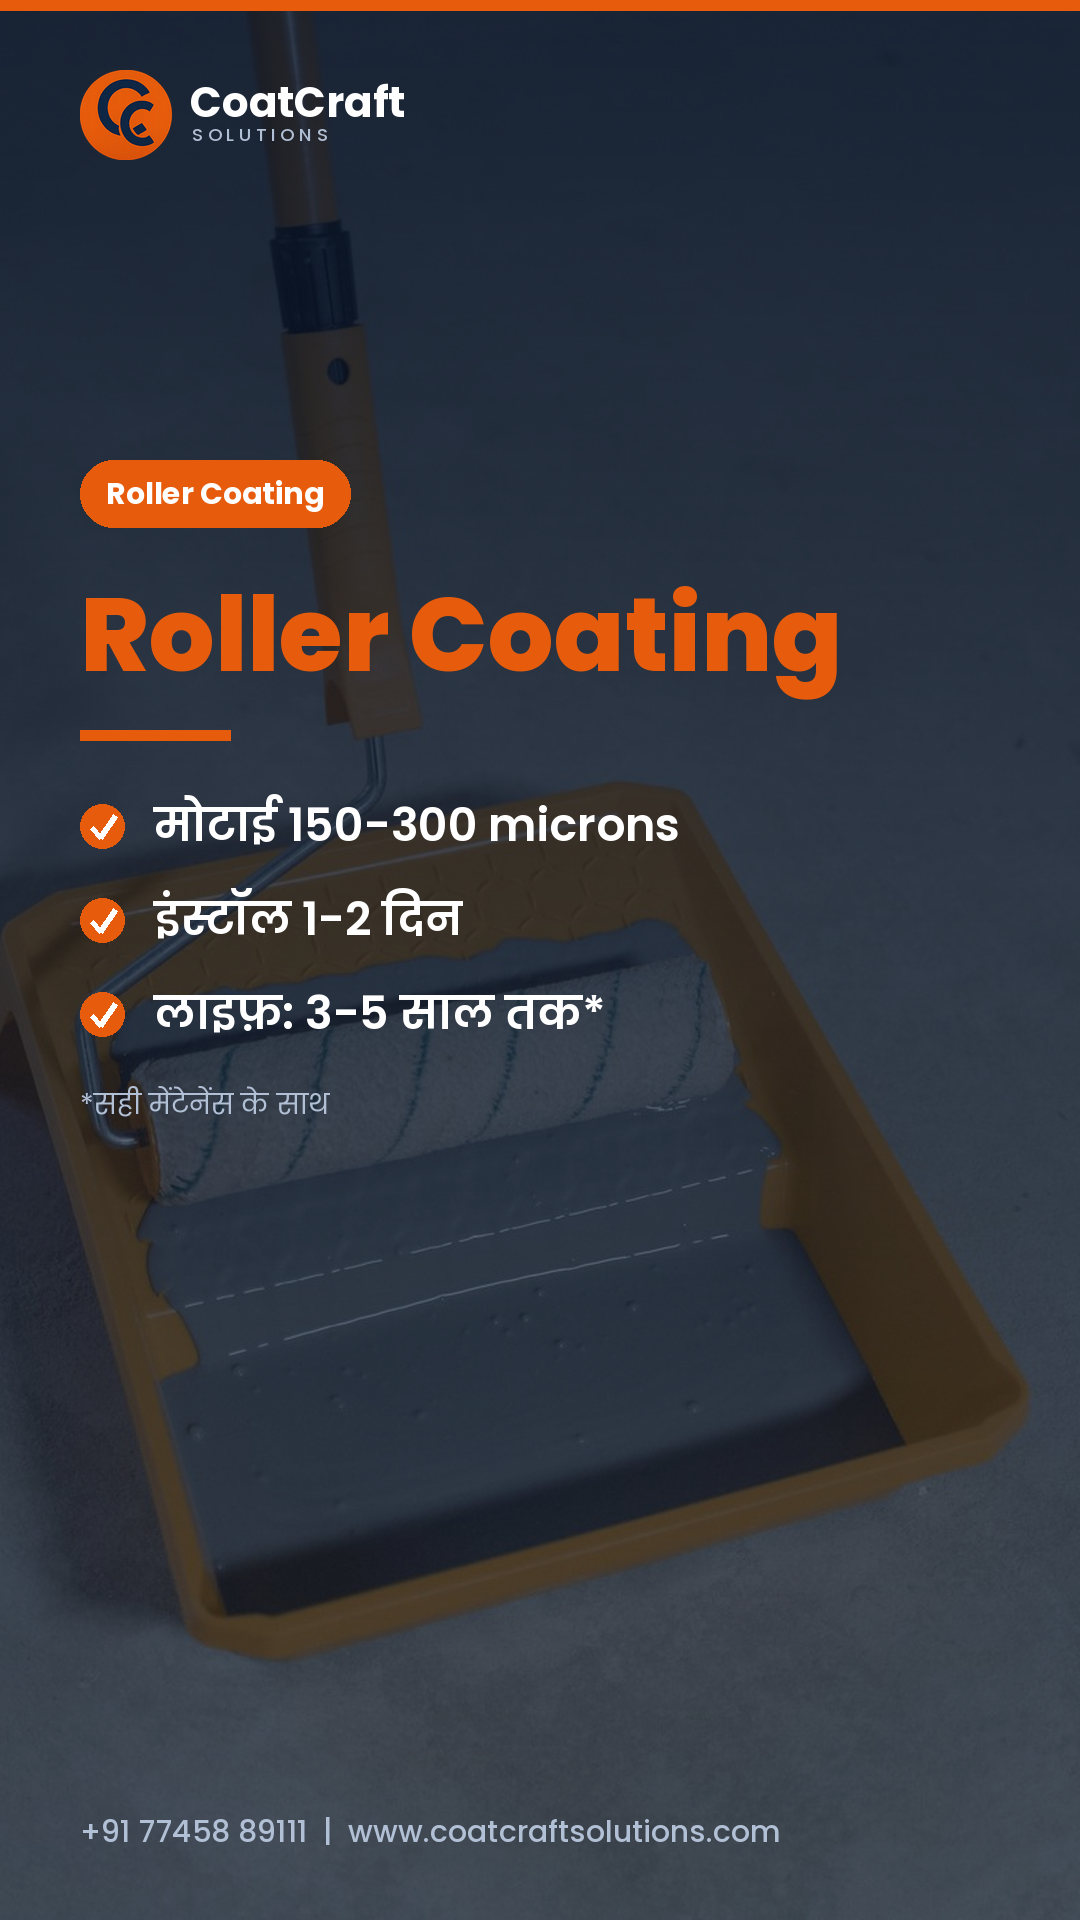 CoatCraft
SOLUTIONS
Roller Coating
Roller Coating
मोटाई 150-300 microns
इंस्टॉल 1-2 दिन
लाइफ़: 3-5 साल तक*
*सही मेंटेनेंस के साथ
+91 77458 89111 | www.coatcraftsolutions.com